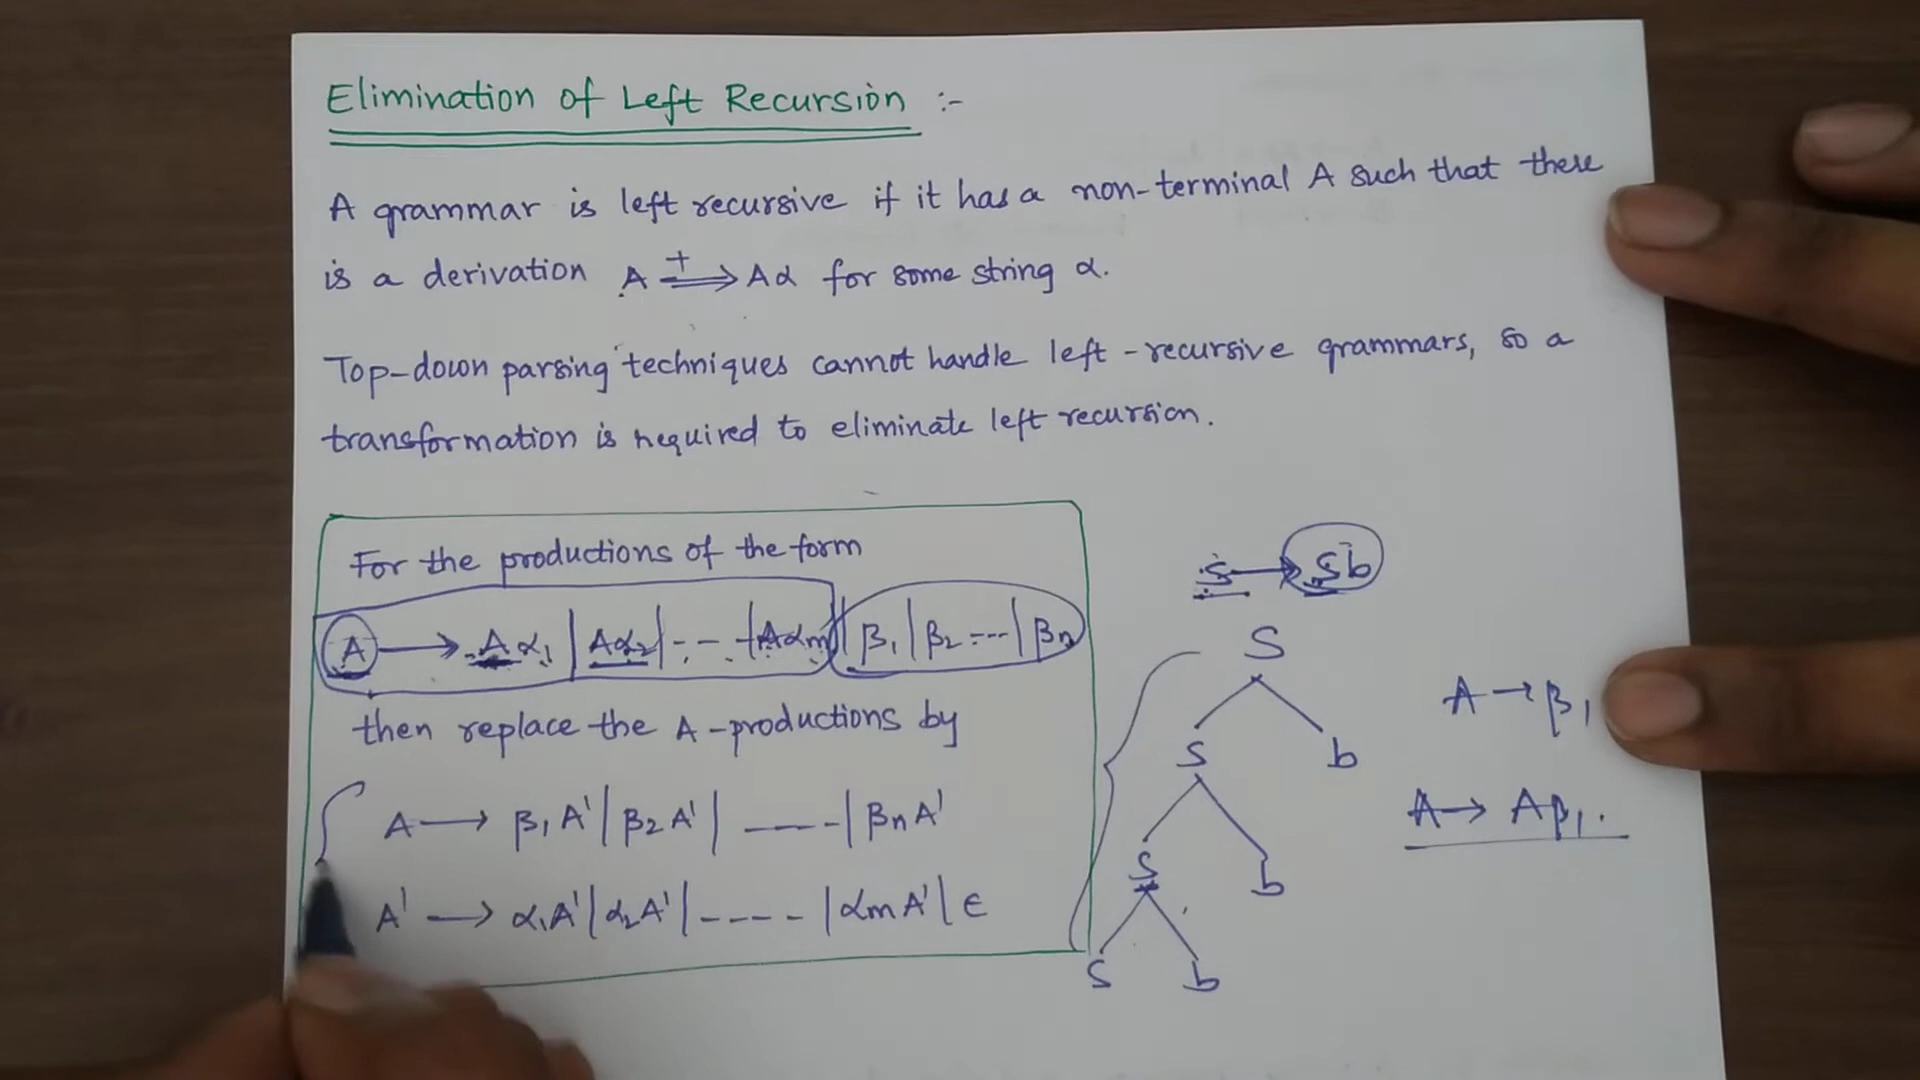 Elimination of Left Recursion :-
A grammar is left recursive if it has a non-terminal A such that there
is a derivation A =+=> Aα for some string α.
Top-down parsing techniques cannot handle left-recursive grammars, so a
transformation is required to eliminate left recursion.
For the productions of the form
A → Aα₁ | Aα₂ | -- - | Aαm | β₁ | β₂ ---- | βn
then replace the A-productions by
A → β₁A' | β₂A' | ----- | βnA'
A' → α₁A' | α₂A' | ---- - | αmA' | ε
S → Sb
S
S b
S b
S b
A → β₁
A → Aβ₁.